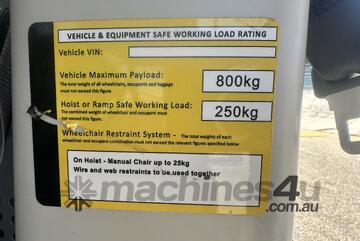 VEHICLE & EQUIPMENT SAFE WORKING LOAD RATING
Vehicle VIN:
Vehicle Maximum Payload:
The total weight of all wheelchairs, occupants and luggage
must not exceed this figure
800kg
Hoist or Ramp Safe Working Load:
The combined weight of wheelchair and occupant must
not exceed this figure.
250kg
Wheelchair Restraint System - The total weights of each
wheelchair and occupant combination must not exceed the relevant figures specified below
On Hoist - Manual Chair up to 25kg
Wire and web restraints to be used together
machines4u
.com.au